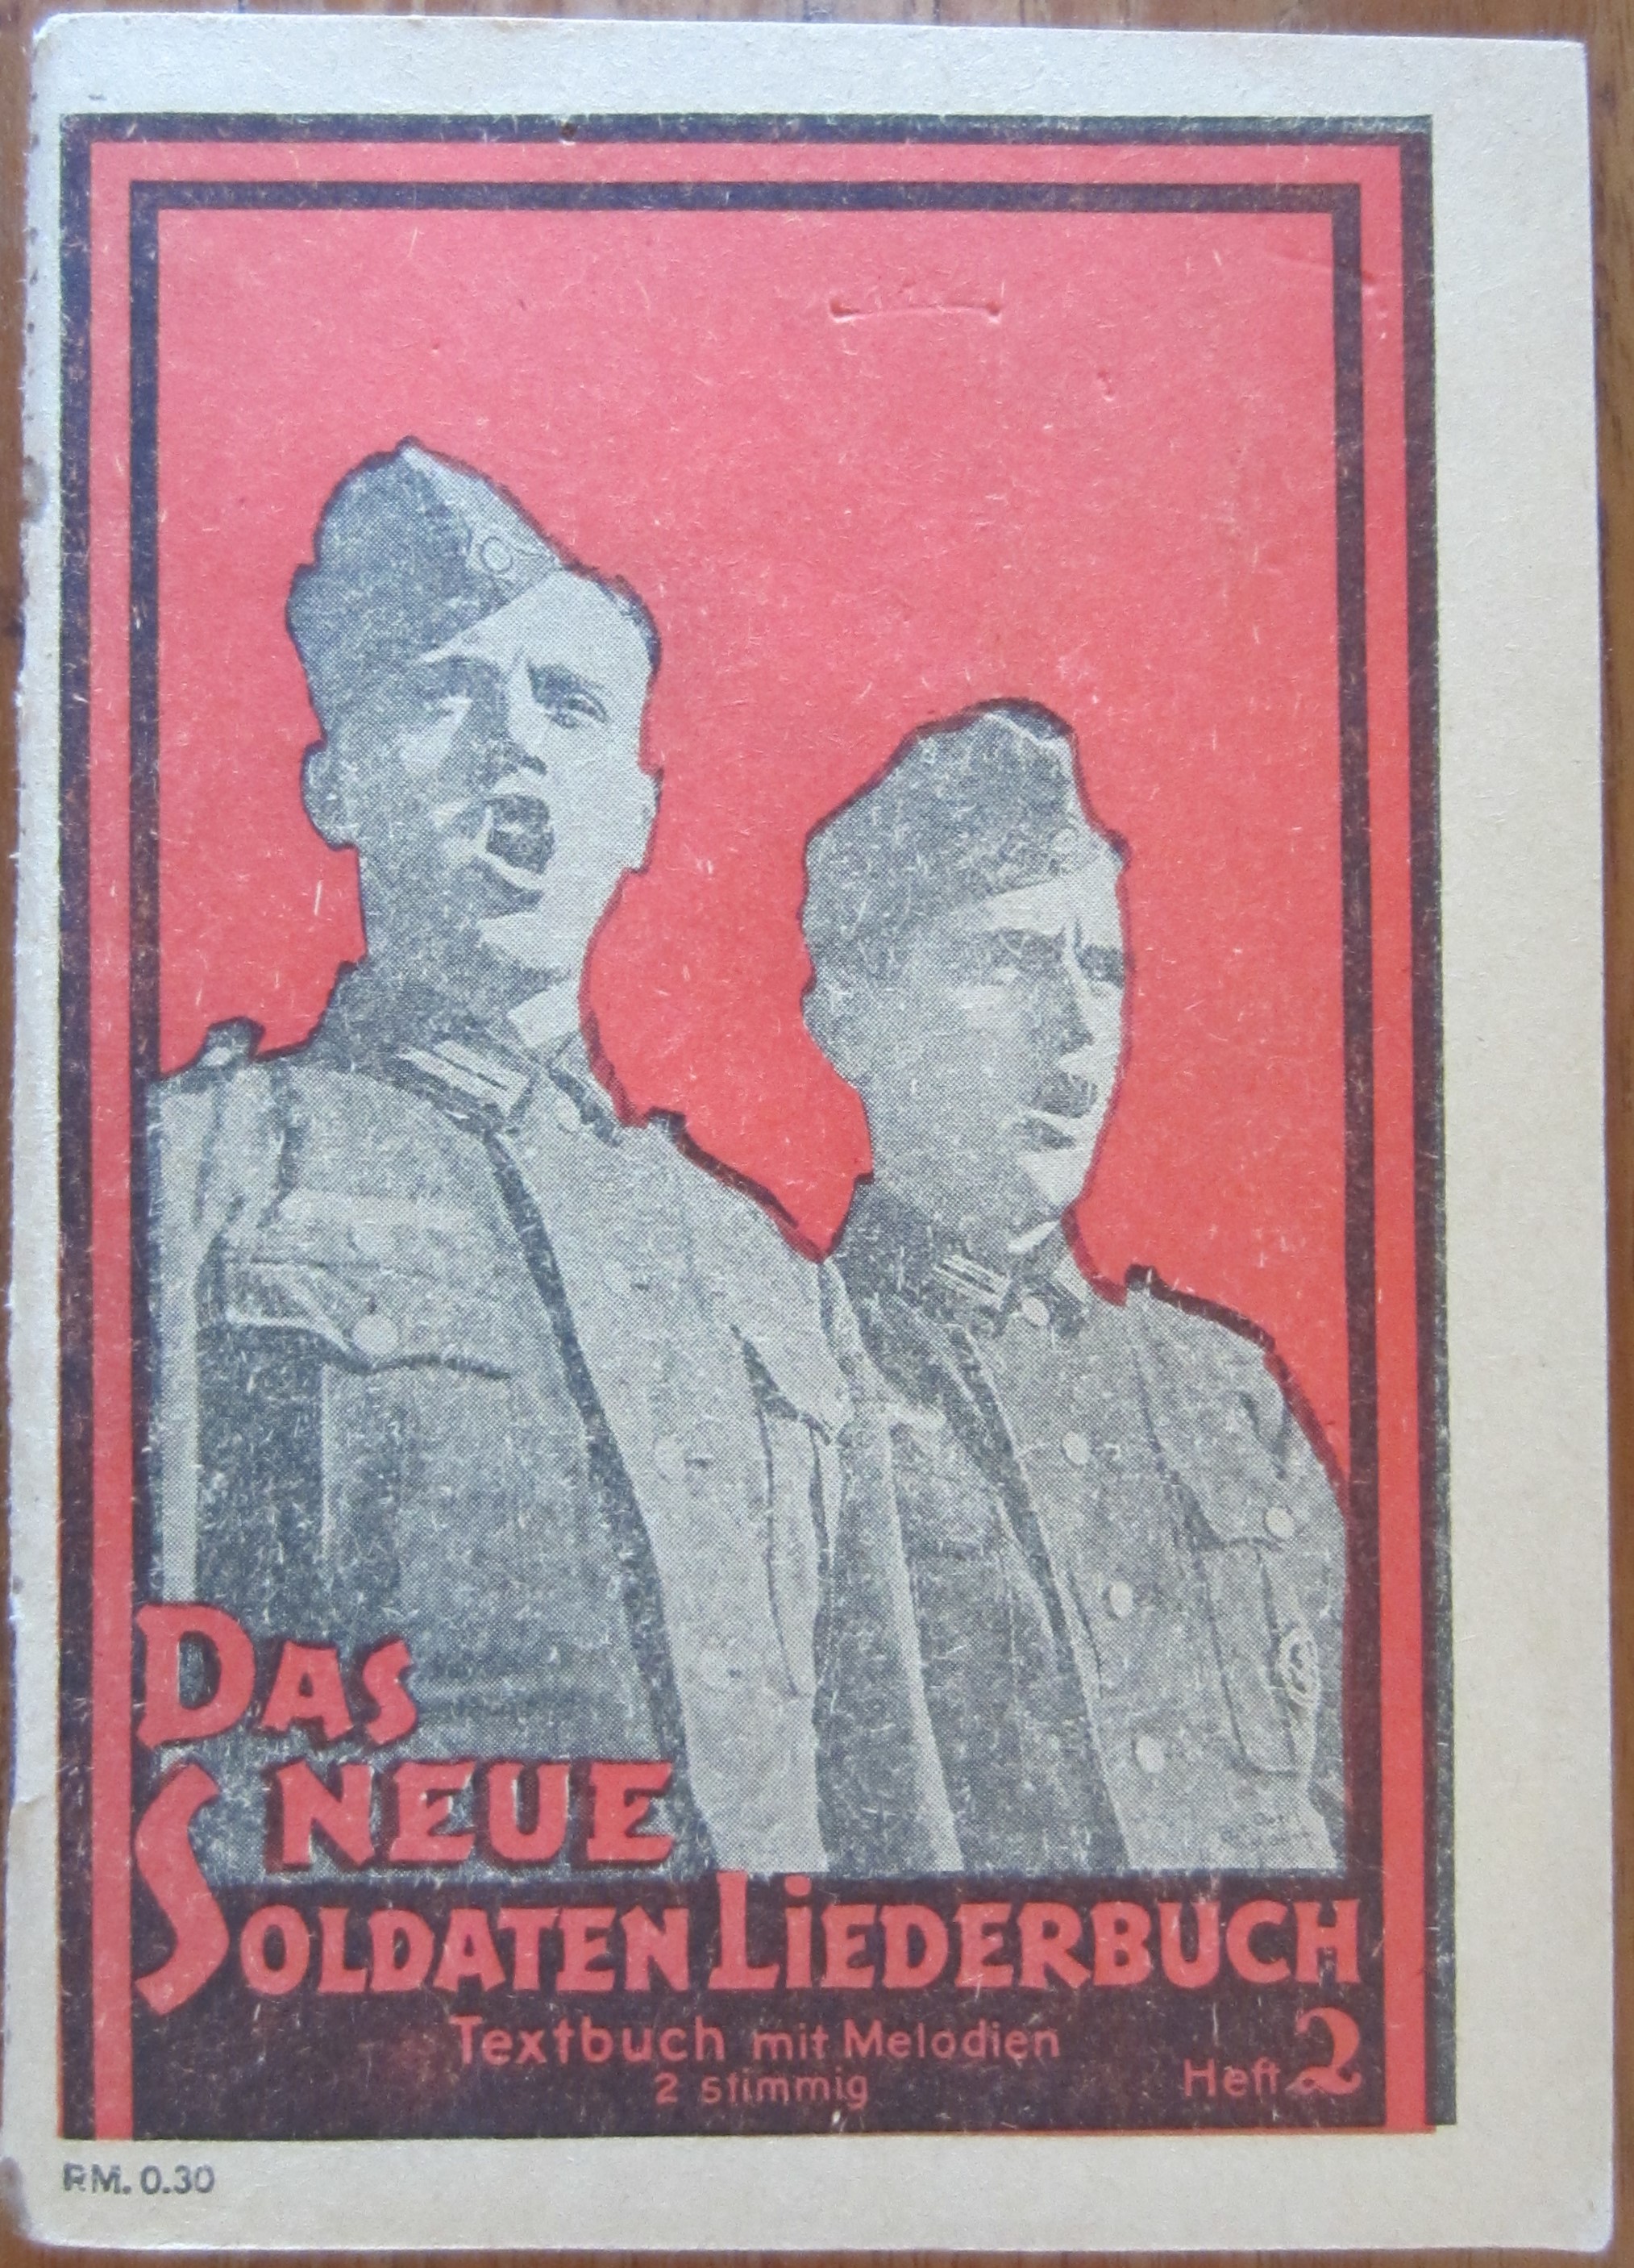 DAS
NEUE
SOLDATEN LiEDERBUCH
Textbuch mit Melodien
2 stimmig
Heft 2
RM. 0.30